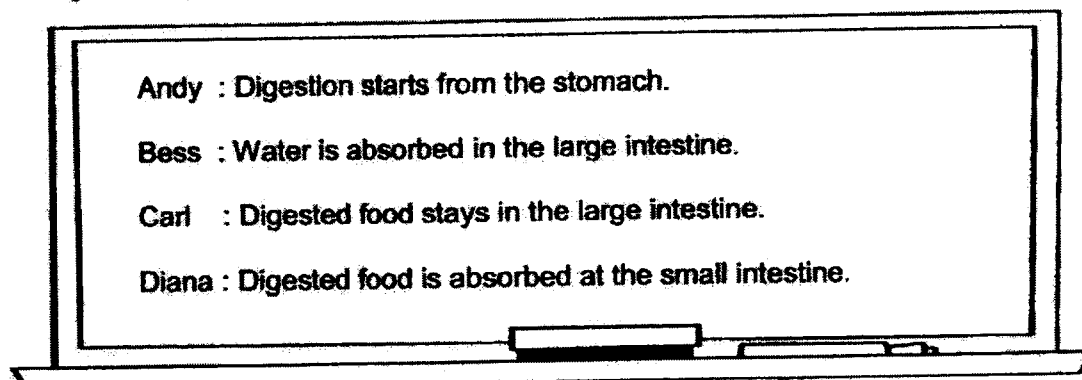 Andy : Digestion starts from the stomach.
Bess : Water is absorbed in the large intestine.
Carl : Digested food stays in the large intestine.
Diana : Digested food is absorbed at the small intestine.